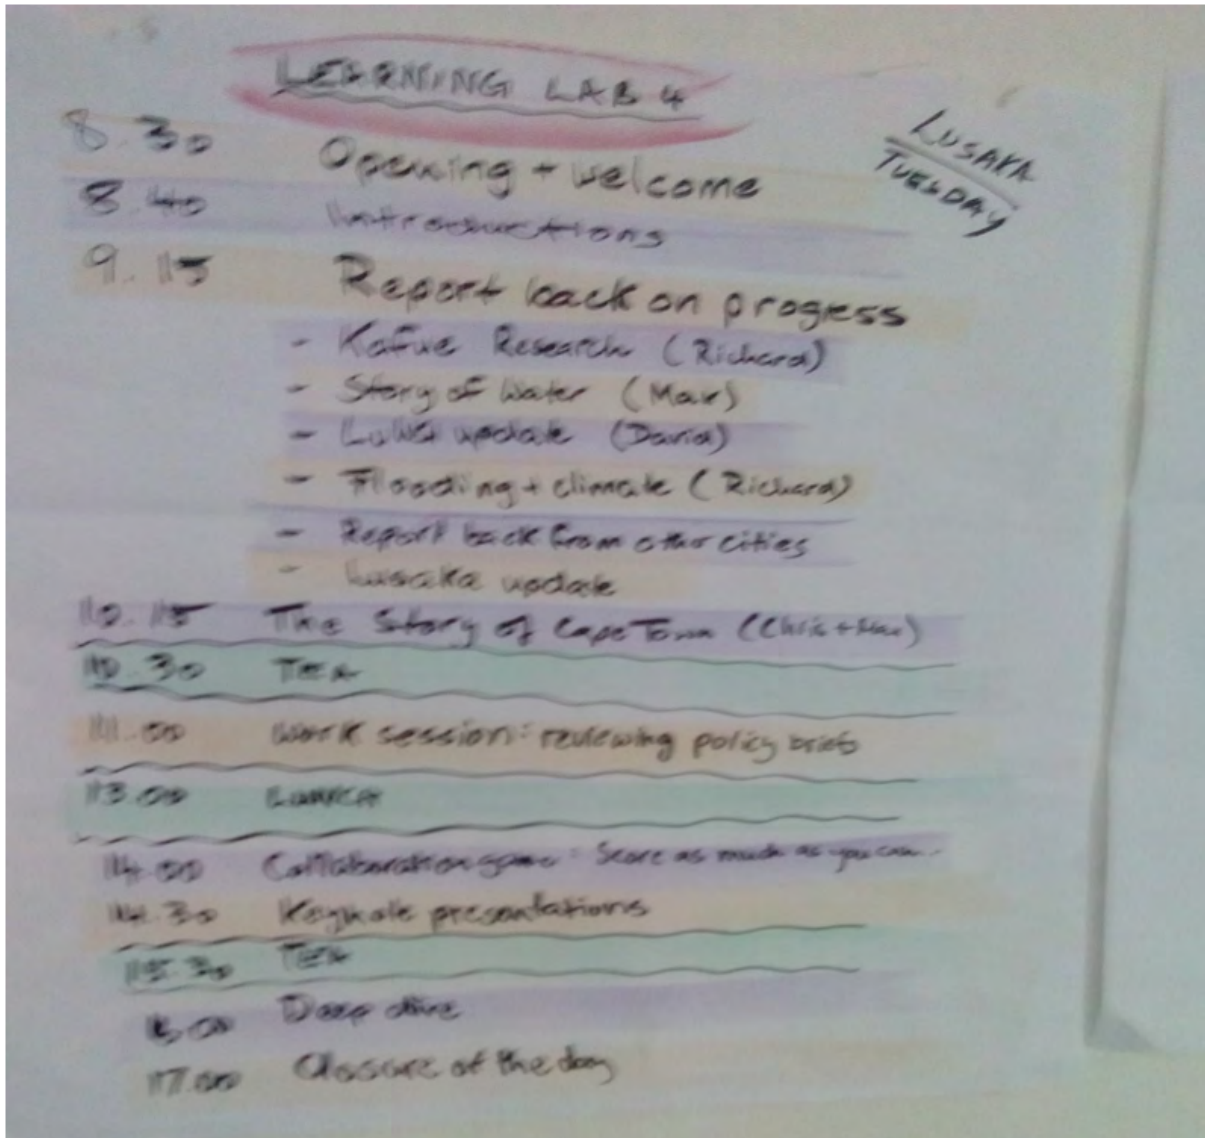 LEARNING LAB 4
LUSAKA
TUESDAY
8.30 Opening + welcome
8.40 Introductions
9.15 Report back on progress
- Kafue Research (Richard)
- Story of Water (Mar)
- update (David)
- Flooding + climate (Richard)
- Report back from other cities
- Lusaka update
10.15 The Story of Cape Town (Chris +
10.30 TEA
11.00 Work session: reviewing policy briefs
13.00 LUNCH
14.00 Collaboration game: Score as much as you can..
14.30 Keynote presentations
15.30 TEA
16.00 Deep dive
17.00 Closure of the day